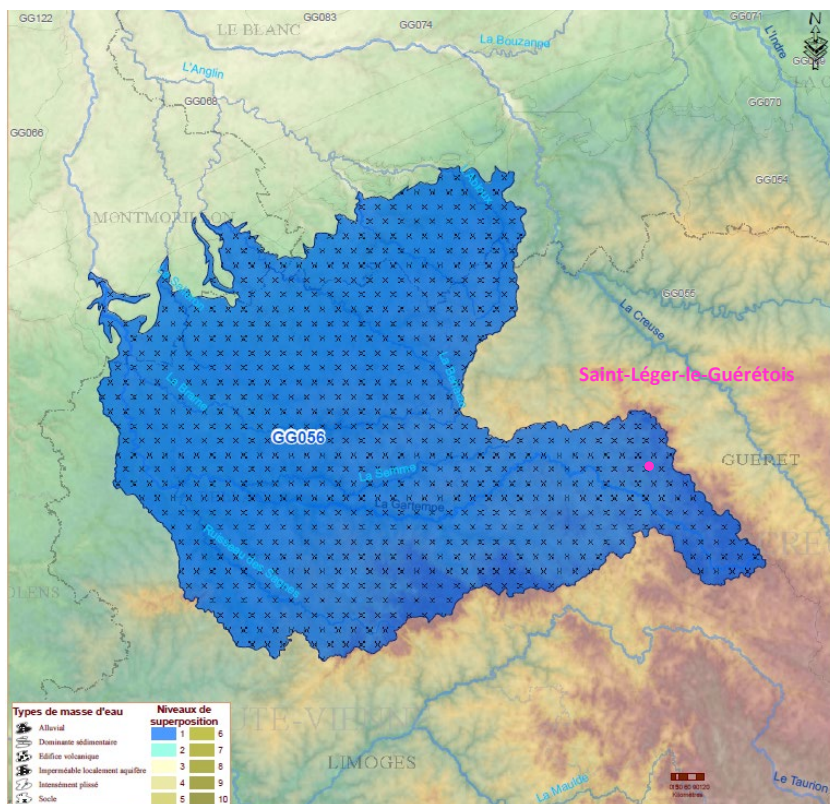 GG122
GG083
GG074
GG071
N
LE BLANC
La Bouzanne
L'Indre
L'Anglin
GG068
GG070
GG066
GG054
MONTMORILLON
GG055
La Creuse
La Brame
Saint-Léger-le-Guérétois
GG056
GUERET
La Semme
La Gartempe
LIMOGES
La Maulde
Le Taurion
Types de masse d'eau
Alluvial
Dominante sédimentaire
Edifice volcanique
Imperméable localement aquifère
Intensément plissé
Socle
Niveaux de
superposition
1 6
2 7
3 8
4 9
5 10
Kilomètres